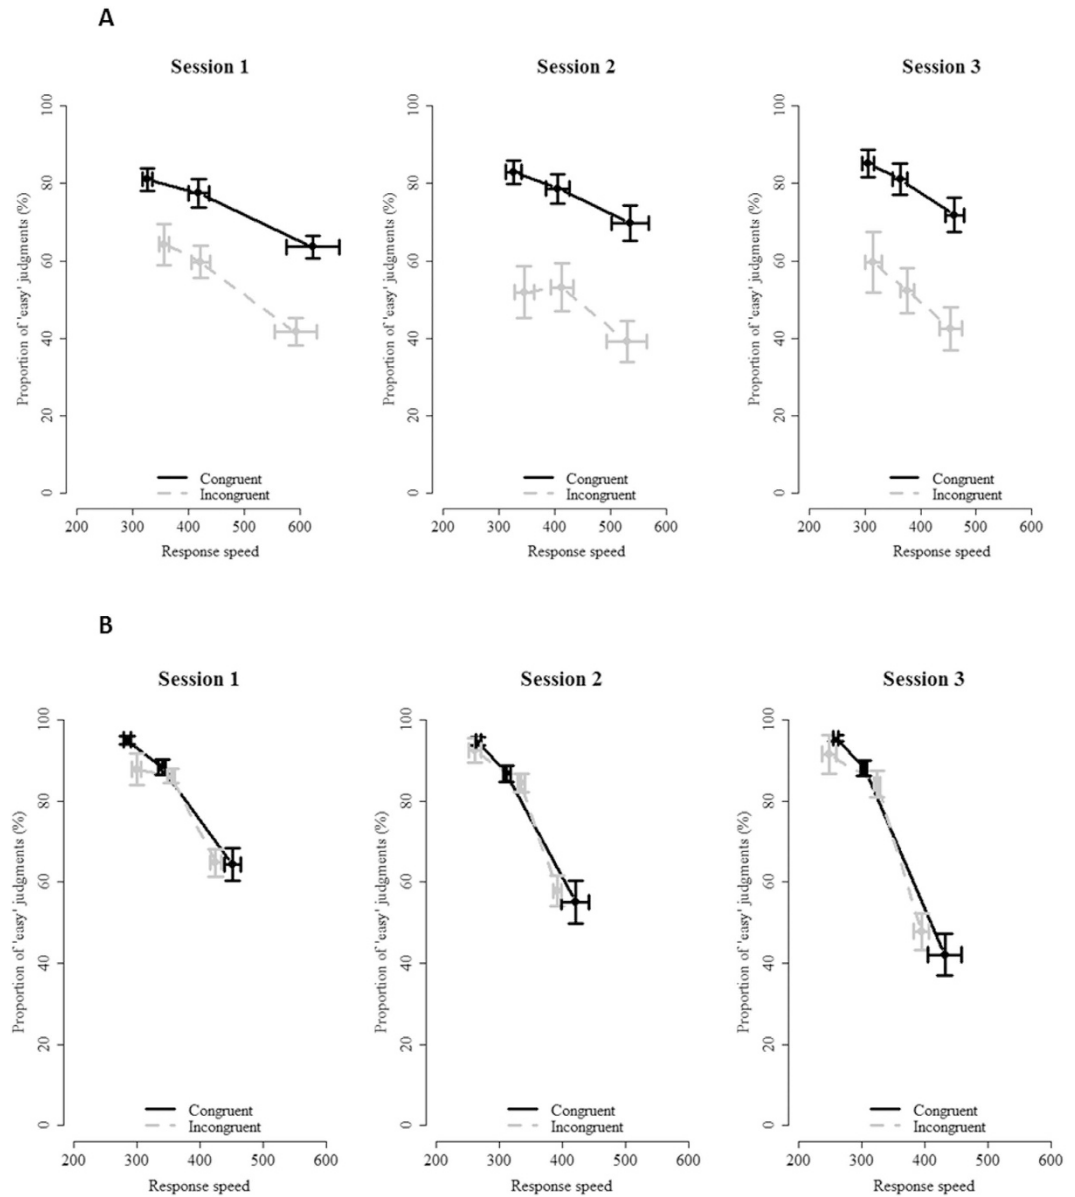 A
Session 1
Session 2
Session 3
Proportion of 'easy' judgments (%)
0 20 40 60 80 100
Congruent
Incongruent
200 300 400 500 600
Response speed
Proportion of 'easy' judgments (%)
0 20 40 60 80 100
Congruent
Incongruent
200 300 400 500 600
Response speed
Proportion of 'easy' judgments (%)
0 20 40 60 80 100
Congruent
Incongruent
200 300 400 500 600
Response speed
B
Session 1
Session 2
Session 3
Proportion of 'easy' judgments (%)
0 20 40 60 80 100
Congruent
Incongruent
200 300 400 500 600
Response speed
Proportion of 'easy' judgments (%)
0 20 40 60 80 100
Congruent
Incongruent
200 300 400 500 600
Response speed
Proportion of 'easy' judgments (%)
0 20 40 60 80 100
Congruent
Incongruent
200 300 400 500 600
Response speed